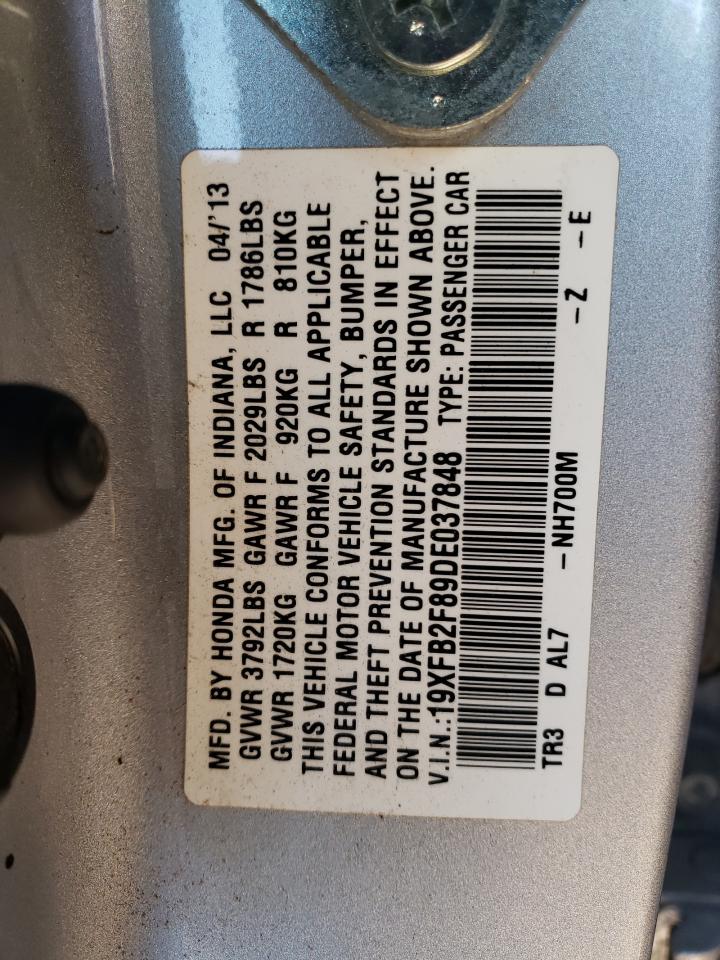 MFD. BY HONDA MFG. OF INDIANA, LLC 04/'13
GVWR 3792LBS GAWR F 2029LBS R 1786LBS
GVWR 1720KG GAWR F 920KG R 810KG
THIS VEHICLE CONFORMS TO ALL APPLICABLE
FEDERAL MOTOR VEHICLE SAFETY, BUMPER,
AND THEFT PREVENTION STANDARDS IN EFFECT
ON THE DATE OF MANUFACTURE SHOWN ABOVE.
V.I.N.:19XFB2F89DE037848 TYPE: PASSENGER CAR
TR3 D AL7 -NH700M -Z -E